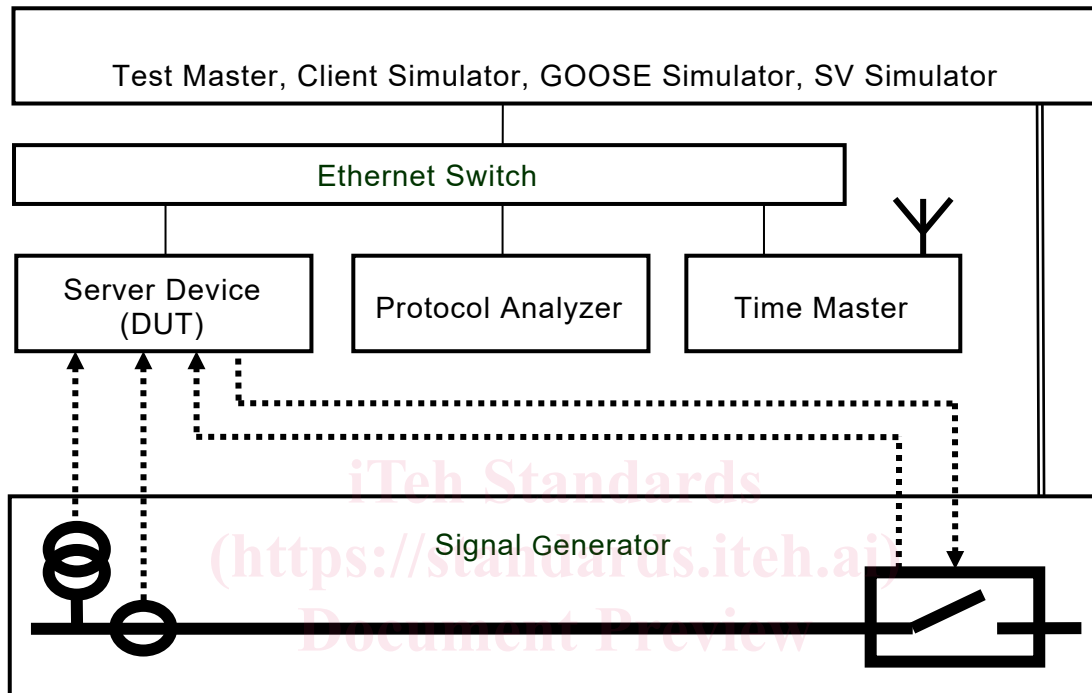 Test Master, Client Simulator, GOOSE Simulator, SV Simulator
Ethernet Switch
Server Device
(DUT)
Protocol Analyzer
Time Master
iTeh Standards
Signal Generator
(https://standards.iteh.ai)
Document Preview